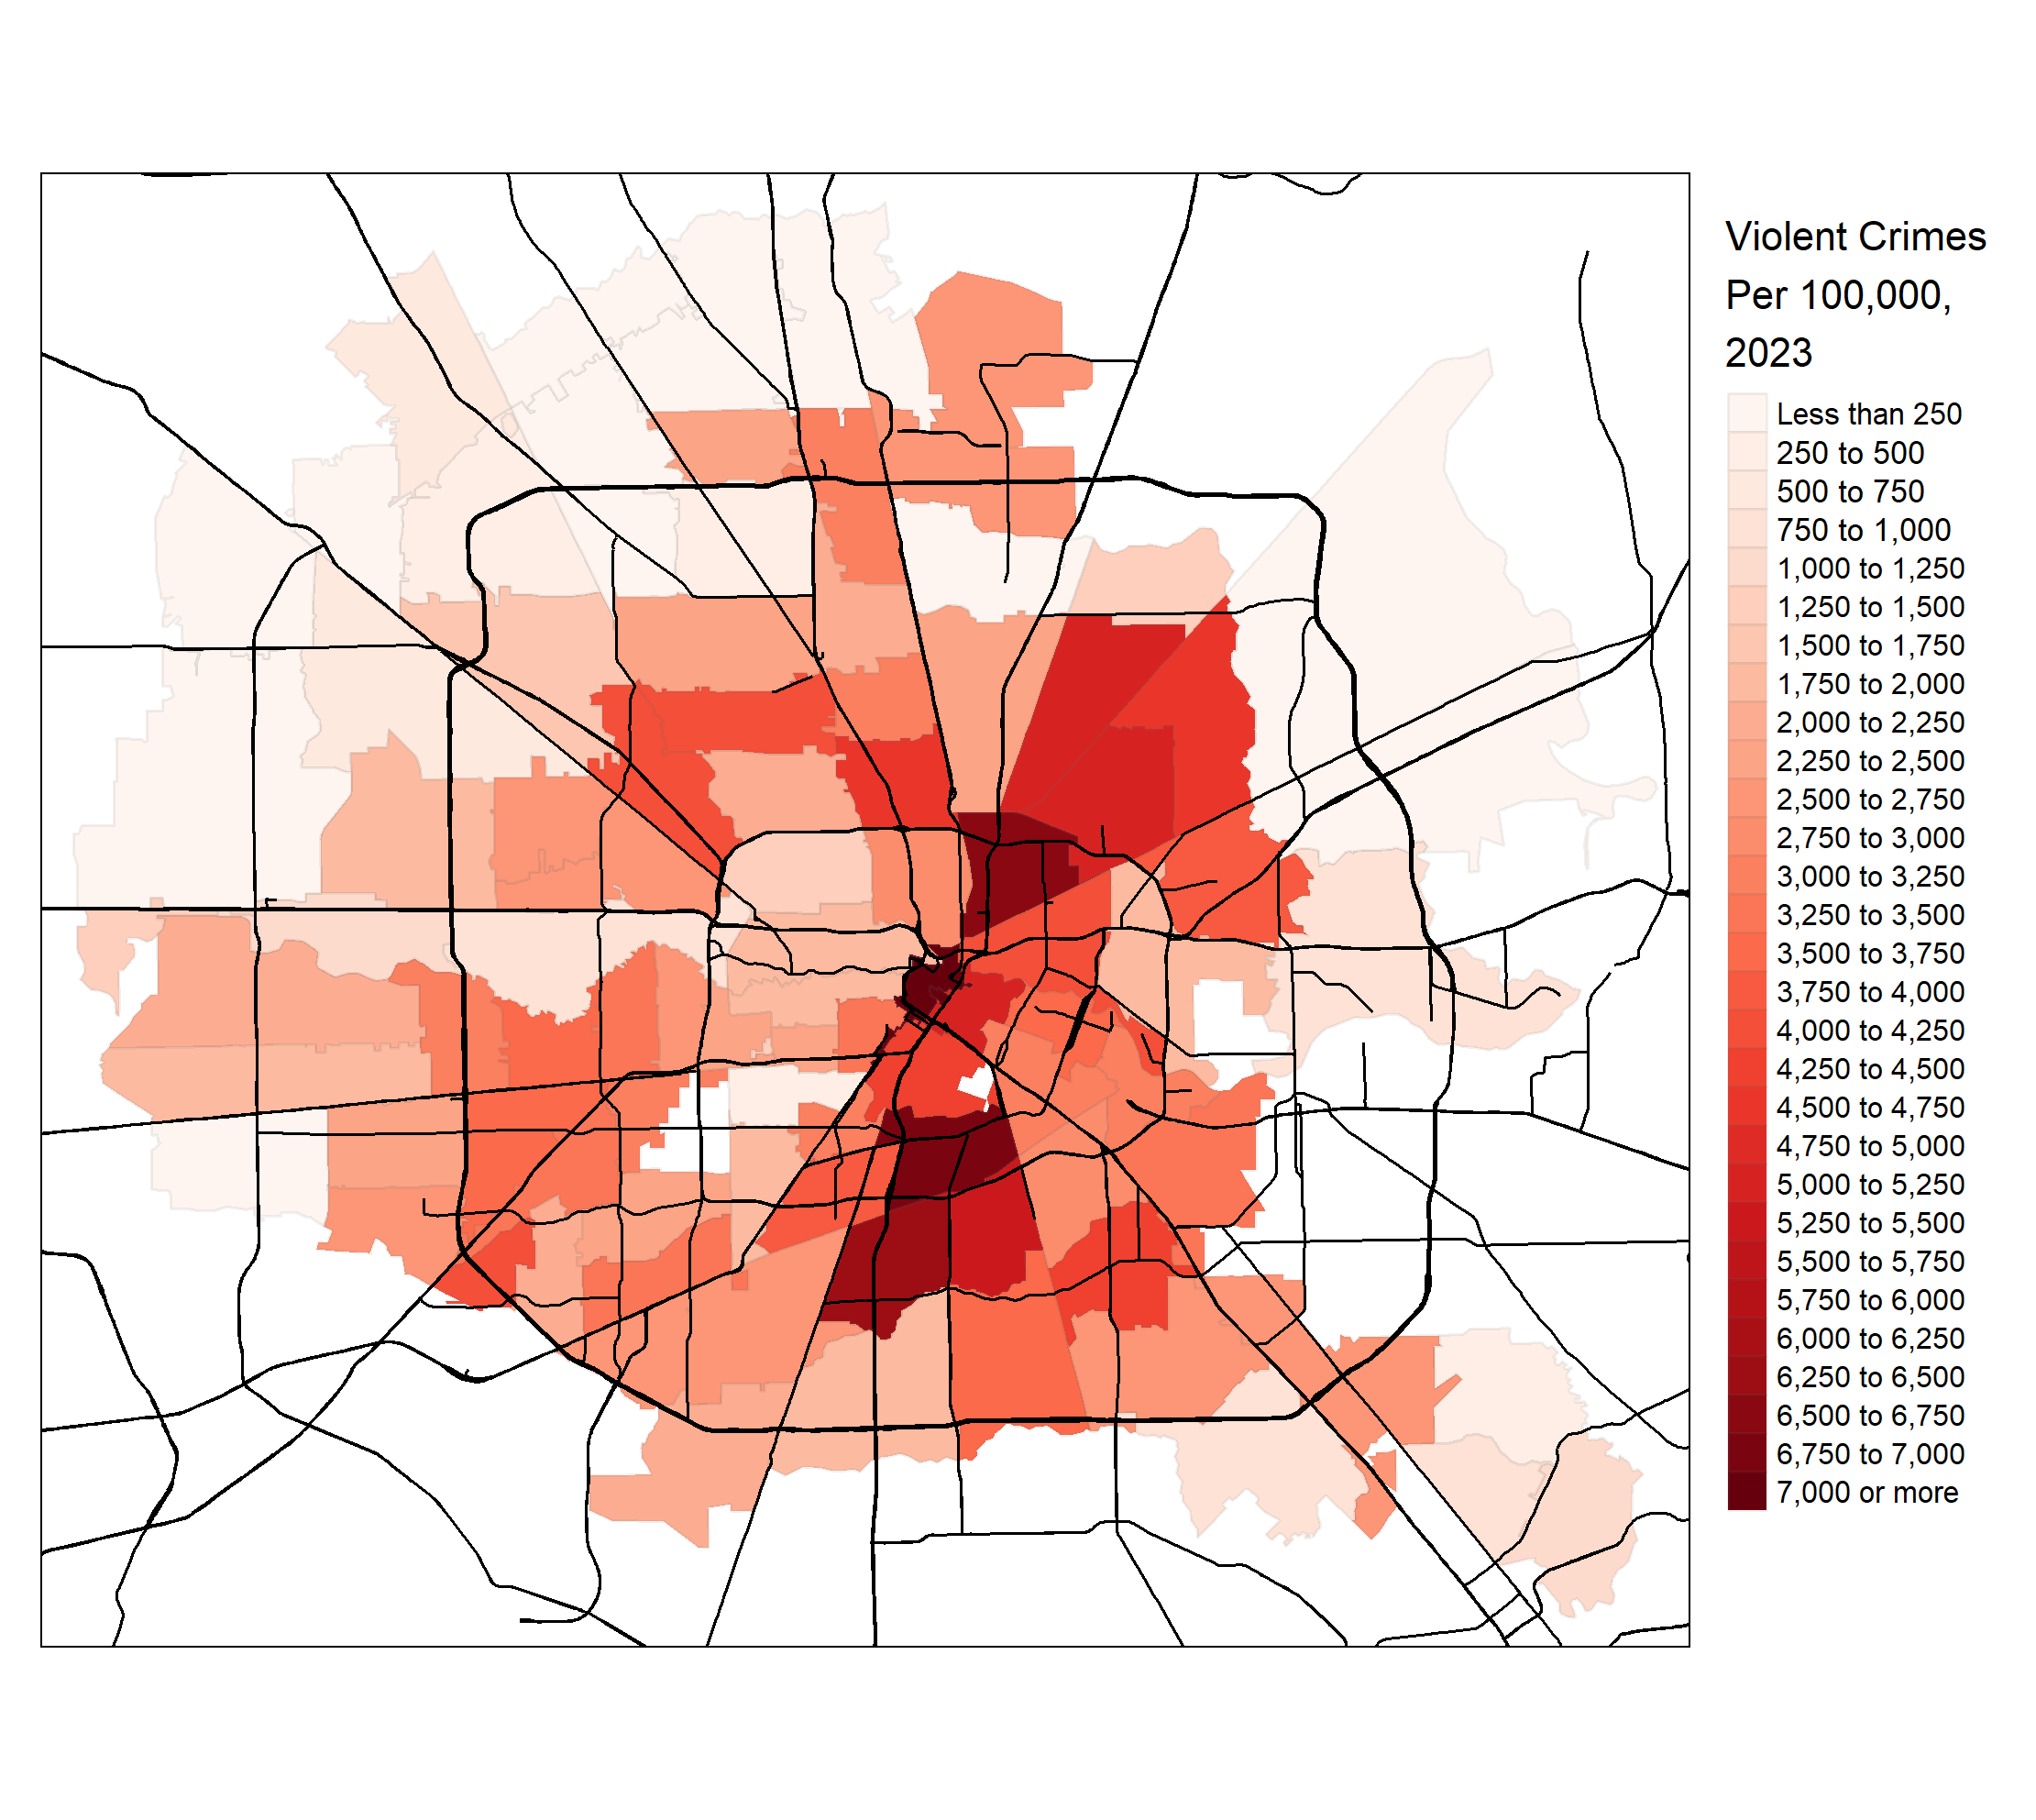 Violent Crimes
Per 100,000,
2023
Less than 250
250 to 500
500 to 750
750 to 1,000
1,000 to 1,250
1,250 to 1,500
1,500 to 1,750
1,750 to 2,000
2,000 to 2,250
2,250 to 2,500
2,500 to 2,750
2,750 to 3,000
3,000 to 3,250
3,250 to 3,500
3,500 to 3,750
3,750 to 4,000
4,000 to 4,250
4,250 to 4,500
4,500 to 4,750
4,750 to 5,000
5,000 to 5,250
5,250 to 5,500
5,500 to 5,750
5,750 to 6,000
6,000 to 6,250
6,250 to 6,500
6,500 to 6,750
6,750 to 7,000
7,000 or more